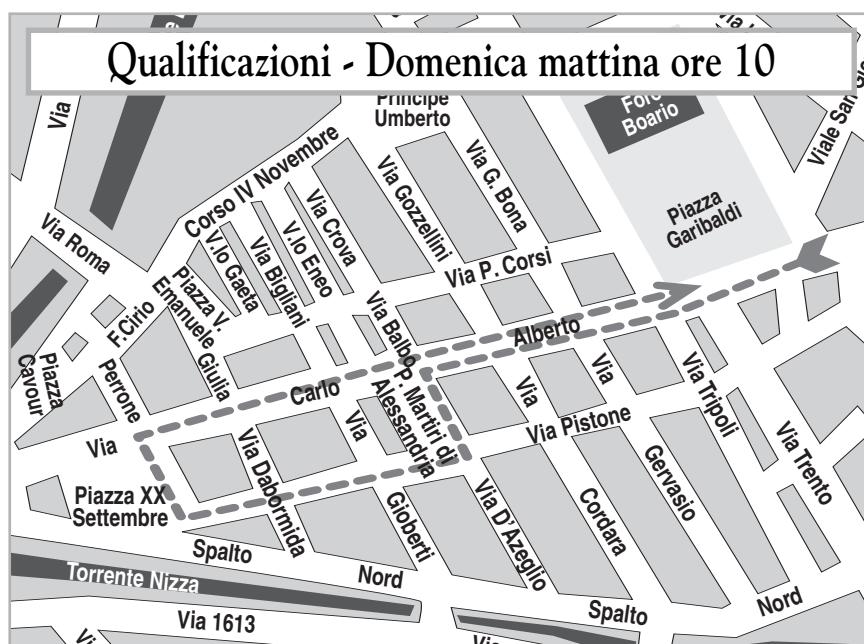 Qualificazioni - Domenica mattina ore 10
Via
Principe
Umberto
Foro
Boario
Viale San
Corso IV Novembre
Via Gozzellini
Via G. Bona
Piazza
Garibaldi
Via Roma
V.lo Gaeta
Via Bigliani
V.lo Eneo
Via Crova
Via P. Corsi
Piazza V.
Emanuele
F.Cirio
Giulia
Via Balbo
Alberto
Piazza
Cavour
Perrone
Carlo
Via
P. Martiri di
Alessandria
Via
Via
Via Tripoli
Via
Via Pistone
Via Dabormida
Via Trento
Piazza XX
Settembre
Gioberti
Via D'Azeglio
Cordara
Gervasio
Spalto
Nord
Torrente Nizza
Via 1613
Spalto
Nord